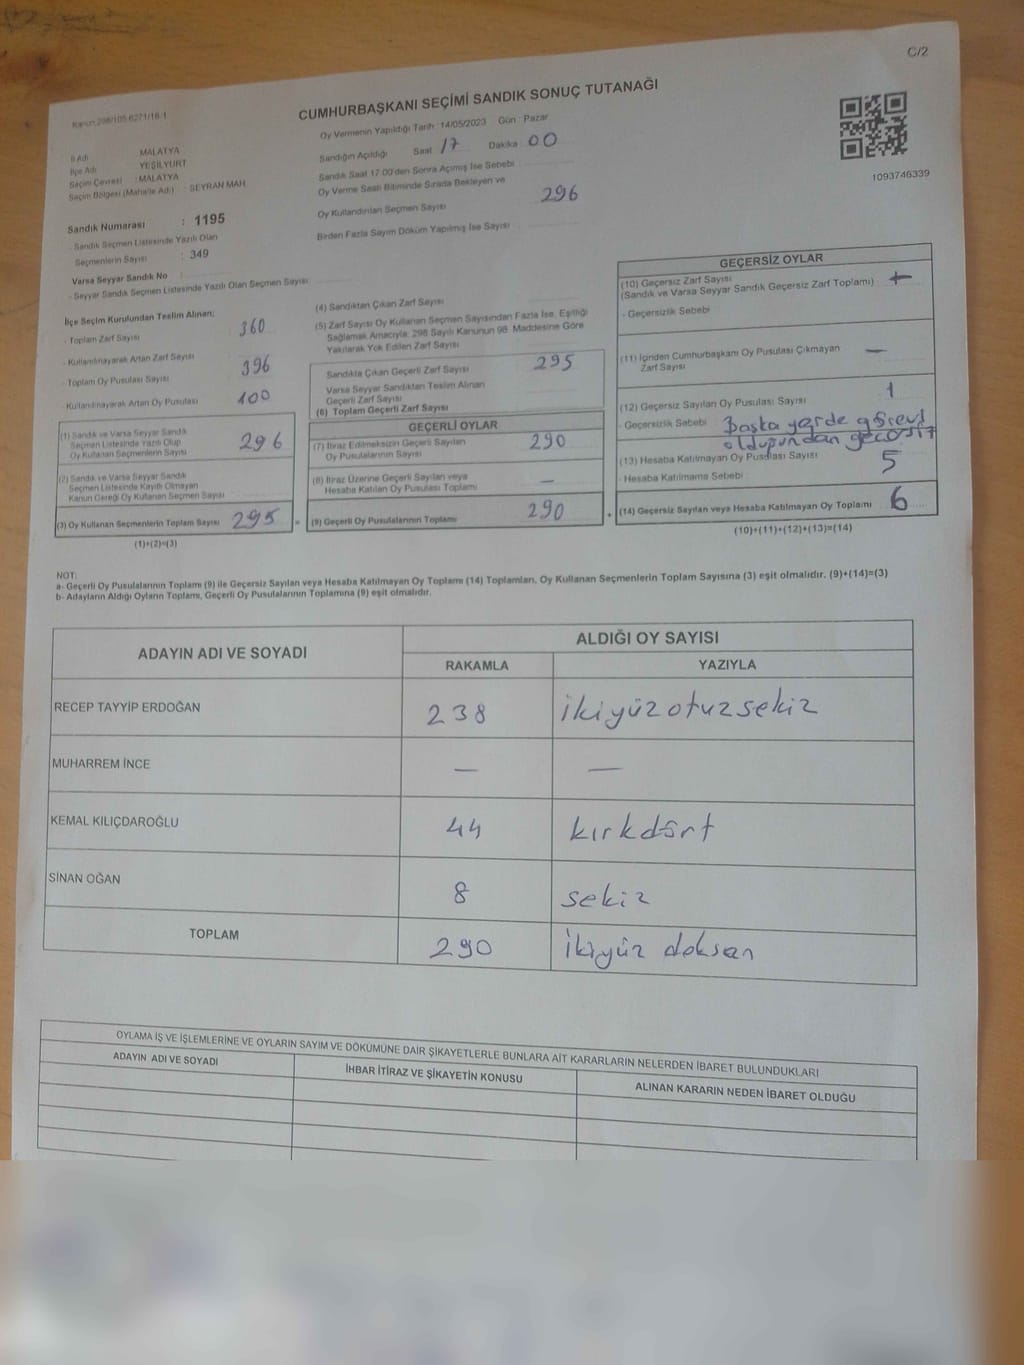 C/2
Kanun 298/105 6271/18-1
CUMHURBAŞKANI SEÇİMİ SANDIK SONUÇ TUTANAĞI
Oy Vermenin Yapıldığı Tarih : 14/05/2023 Gün : Pazar
Sandığın Açıldığı Saat 17 Dakika 00
Sandık Saat 17.00'den Sonra Açılmış İse Sebebi
Oy Verme Saati Bitiminde Sırada Bekleyen ve
Oy Kullandırılan Seçmen Sayısı 296
Birden Fazla Sayım Döküm Yapılmış İse Sayısı
1093746339
İl Adı : MALATYA
İlçe Adı : YEŞİLYURT
Seçim Çevresi : MALATYA
Seçim Bölgesi (Mahalle Adı) : SEYRAN MAH
Sandık Numarası : 1195
- Sandık Seçmen Listesinde Yazılı Olan
Seçmenlerin Sayısı : 349
Varsa Seyyar Sandık No :
- Seyyar Sandık Seçmen Listesinde Yazılı Olan Seçmen Sayısı:
İlçe Seçim Kurulundan Teslim Alınan;
- Toplam Zarf Sayısı 360
- Kullanılmayarak Artan Zarf Sayısı
- Toplam Oy Pusulası Sayısı 396
- Kullanılmayarak Artan Oy Pusulası 100
(1) Sandık ve Varsa Seyyar Sandık
Seçmen Listesinde Yazılı Olup
Oy Kullanan Seçmenlerin Sayısı 296
(2) Sandık ve Varsa Seyyar Sandık
Seçmen Listesinde Kayıtlı Olmayan
Kanun Gereği Oy Kullanan Seçmen Sayısı
(3) Oy Kullanan Seçmenlerin Toplam Sayısı 295 =
(1)+(2)=(3)
(4) Sandıktan Çıkan Zarf Sayısı
(5) Zarf Sayısı Oy Kullanan Seçmen Sayısından Fazla İse, Eşitliği
Sağlamak Amacıyla; 298 Sayılı Kanunun 98. Maddesine Göre
Yakılarak Yok Edilen Zarf Sayısı
Sandıkta Çıkan Geçerli Zarf Sayısı 295
Varsa Seyyar Sandıktan Teslim Alınan
Geçerli Zarf Sayısı
(6) Toplam Geçerli Zarf Sayısı
GEÇERLİ OYLAR
(7) İtiraz Edilmeksizin Geçerli Sayılan
Oy Pusulalarının Sayısı 290
(8) İtiraz Üzerine Geçerli Sayılan veya
Hesaba Katılan Oy Pusulası Toplamı —
(9) Geçerli Oy Pusulalarının Toplamı 290 +
GEÇERSİZ OYLAR
(10) Geçersiz Zarf Sayısı
(Sandık ve Varsa Seyyar Sandık Geçersiz Zarf Toplamı)
- Geçersizlik Sebebi :
(11) İçinden Cumhurbaşkanı Oy Pusulası Çıkmayan
Zarf Sayısı —
(12) Geçersiz Sayılan Oy Pusulası Sayısı 1
- Geçersizlik Sebebi : Başka yerde görevli
olduğundan geçersiz
(13) Hesaba Katılmayan Oy Pusulası Sayısı 5
- Hesaba Katılmama Sebebi :
(14) Geçersiz Sayılan veya Hesaba Katılmayan Oy Toplamı 6
(10)+(11)+(12)+(13)=(14)
NOT:
a- Geçerli Oy Pusulalarının Toplamı (9) ile Geçersiz Sayılan veya Hesaba Katılmayan Oy Toplamı (14) Toplamları, Oy Kullanan Seçmenlerin Toplam Sayısına (3) eşit olmalıdır. (9)+(14)=(3)
b- Adayların Aldığı Oyların Toplamı, Geçerli Oy Pusulalarının Toplamına (9) eşit olmalıdır.
ADAYIN ADI VE SOYADI ALDIĞI OY SAYISI
RAKAMLA YAZIYLA
RECEP TAYYİP ERDOĞAN 238 ikiyüzotuzsekiz
MUHARREM İNCE — —
KEMAL KILIÇDAROĞLU 44 kırkdört
SİNAN OĞAN 8 sekiz
TOPLAM 290 ikiyüz doksan
OYLAMA İŞ VE İŞLEMLERİNE VE OYLARIN SAYIM VE DÖKÜMÜNE DAİR ŞİKAYETLERLE BUNLARA AİT KARARLARIN NELERDEN İBARET BULUNDUKLARI
ADAYIN ADI VE SOYADI İHBAR İTİRAZ VE ŞİKAYETİN KONUSU ALINAN KARARIN NEDEN İBARET OLDUĞU